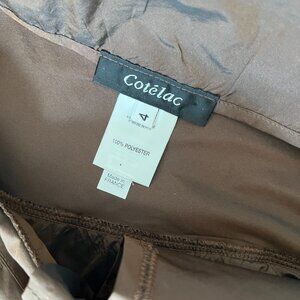 Cotélac
4
100% POLYESTER
MADE IN
FRANCE